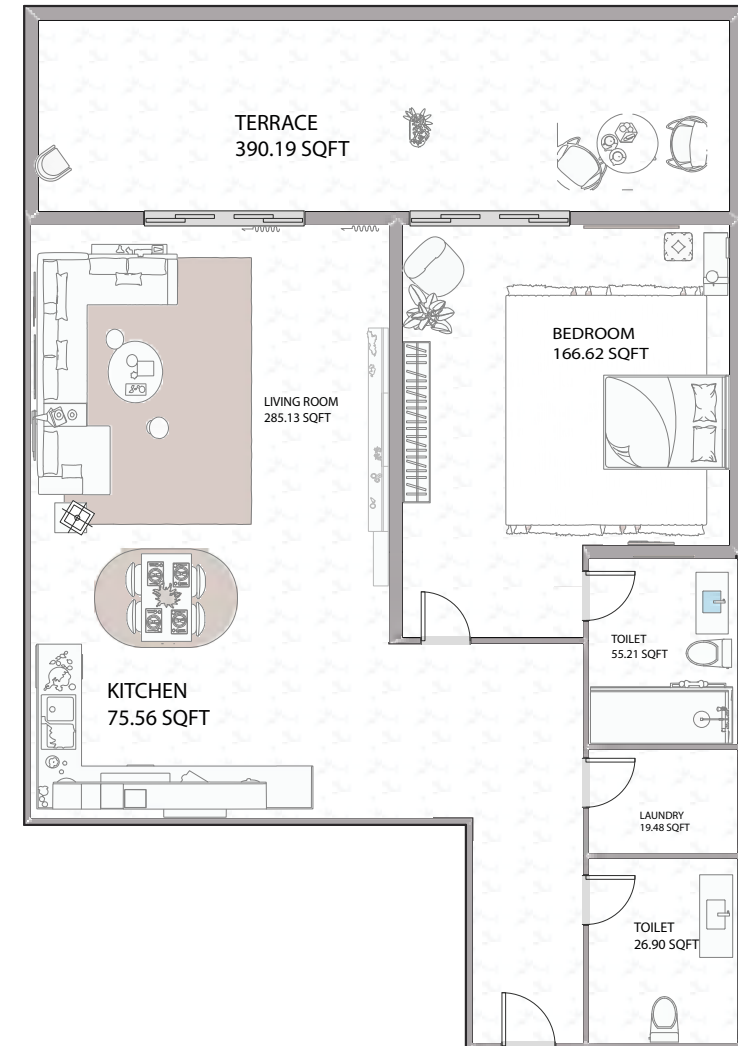 TERRACE
390.19 SQFT
BEDROOM
166.62 SQFT
LIVING ROOM
285.13 SQFT
TOILET
55.21 SQFT
KITCHEN
75.56 SQFT
LAUNDRY
19.48 SQFT
TOILET
26.90 SQFT